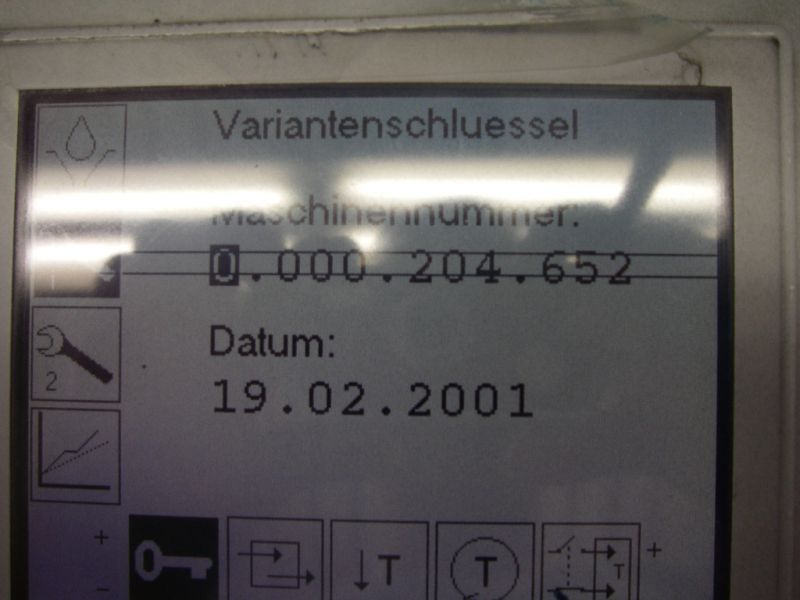 Variantenschluessel
Maschinennummer:
0.000.204.652
Datum:
2
19.02.2001
+
+
T
T
T
−